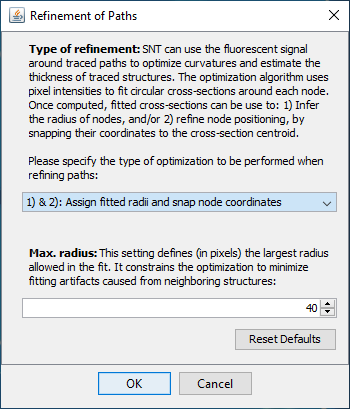 Refinement of Paths
Type of refinement: SNT can use the fluorescent signal
around traced paths to optimize curvatures and estimate the
thickness of traced structures. The optimization algorithm uses
pixel intensities to fit circular cross-sections around each node.
Once computed, fitted cross-sections can be use to: 1) Infer
the radius of nodes, and/or 2) refine node positioning, by
snapping their coordinates to the cross-section centroid.
Please specify the type of optimization to be performed when
refining paths:
1) & 2): Assign fitted radii and snap node coordinates
Max. radius: This setting defines (in pixels) the largest radius
allowed in the fit. It constrains the optimization to minimize
fitting artifacts caused from neighboring structures:
40
Reset Defaults
OK Cancel